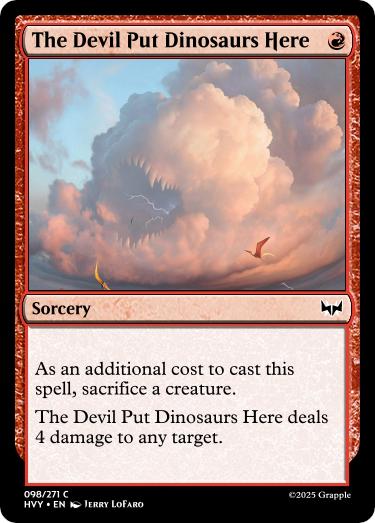 The Devil Put Dinosaurs Here
Sorcery
As an additional cost to cast this
spell, sacrifice a creature.
The Devil Put Dinosaurs Here deals
4 damage to any target.
098/271 C
HVY • EN JERRY LOFARO
©2025 Grapple